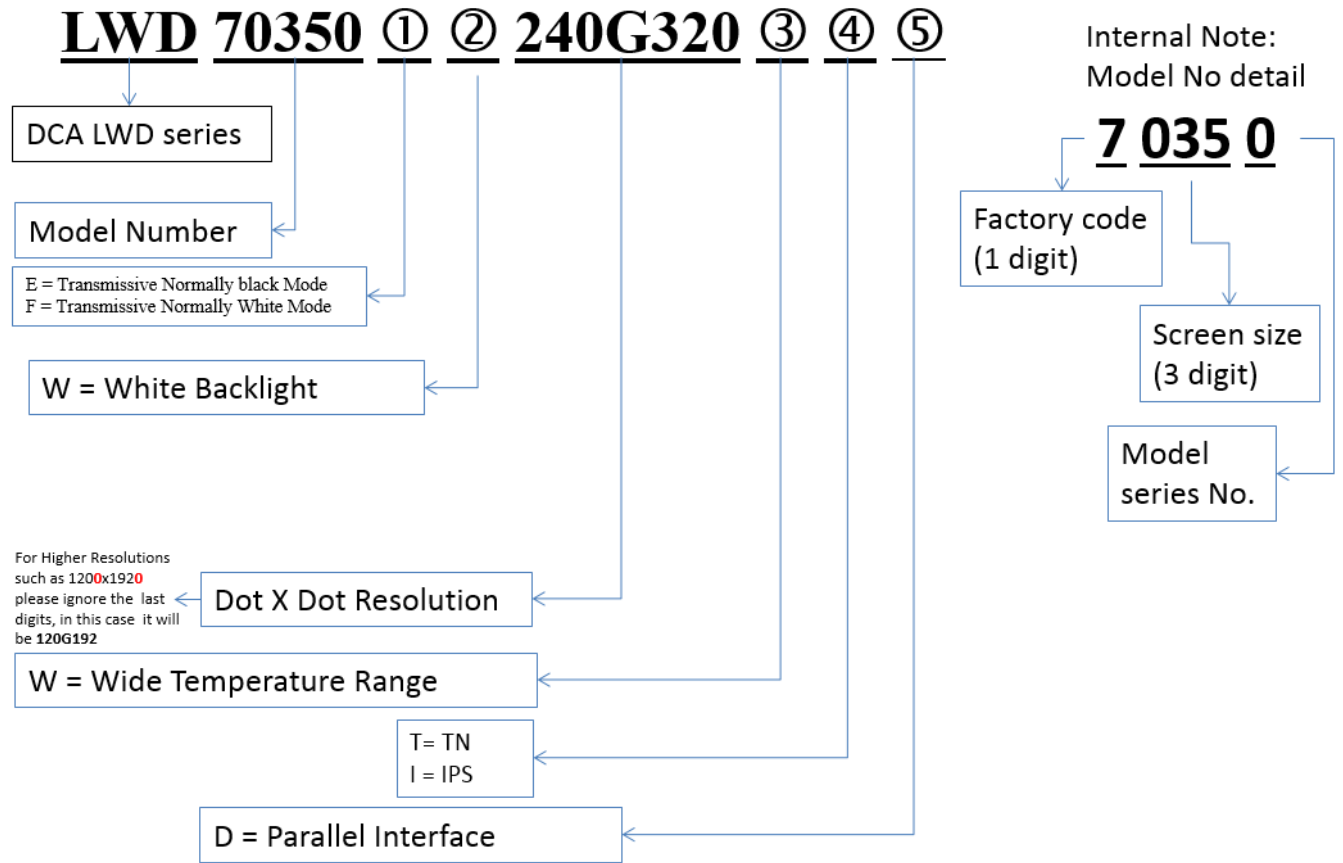 LWD 70350 ① ② 240G320 ③ ④ ⑤
DCA LWD series
Model Number
E = Transmissive Normally black Mode
F = Transmissive Normally White Mode
W = White Backlight
For Higher Resolutions
such as 1200x1920
please ignore the last
digits, in this case it will
be 120G192
Dot X Dot Resolution
W = Wide Temperature Range
T= TN
I = IPS
D = Parallel Interface
Internal Note:
Model No detail
7 035 0
Factory code
(1 digit)
Screen size
(3 digit)
Model
series No.